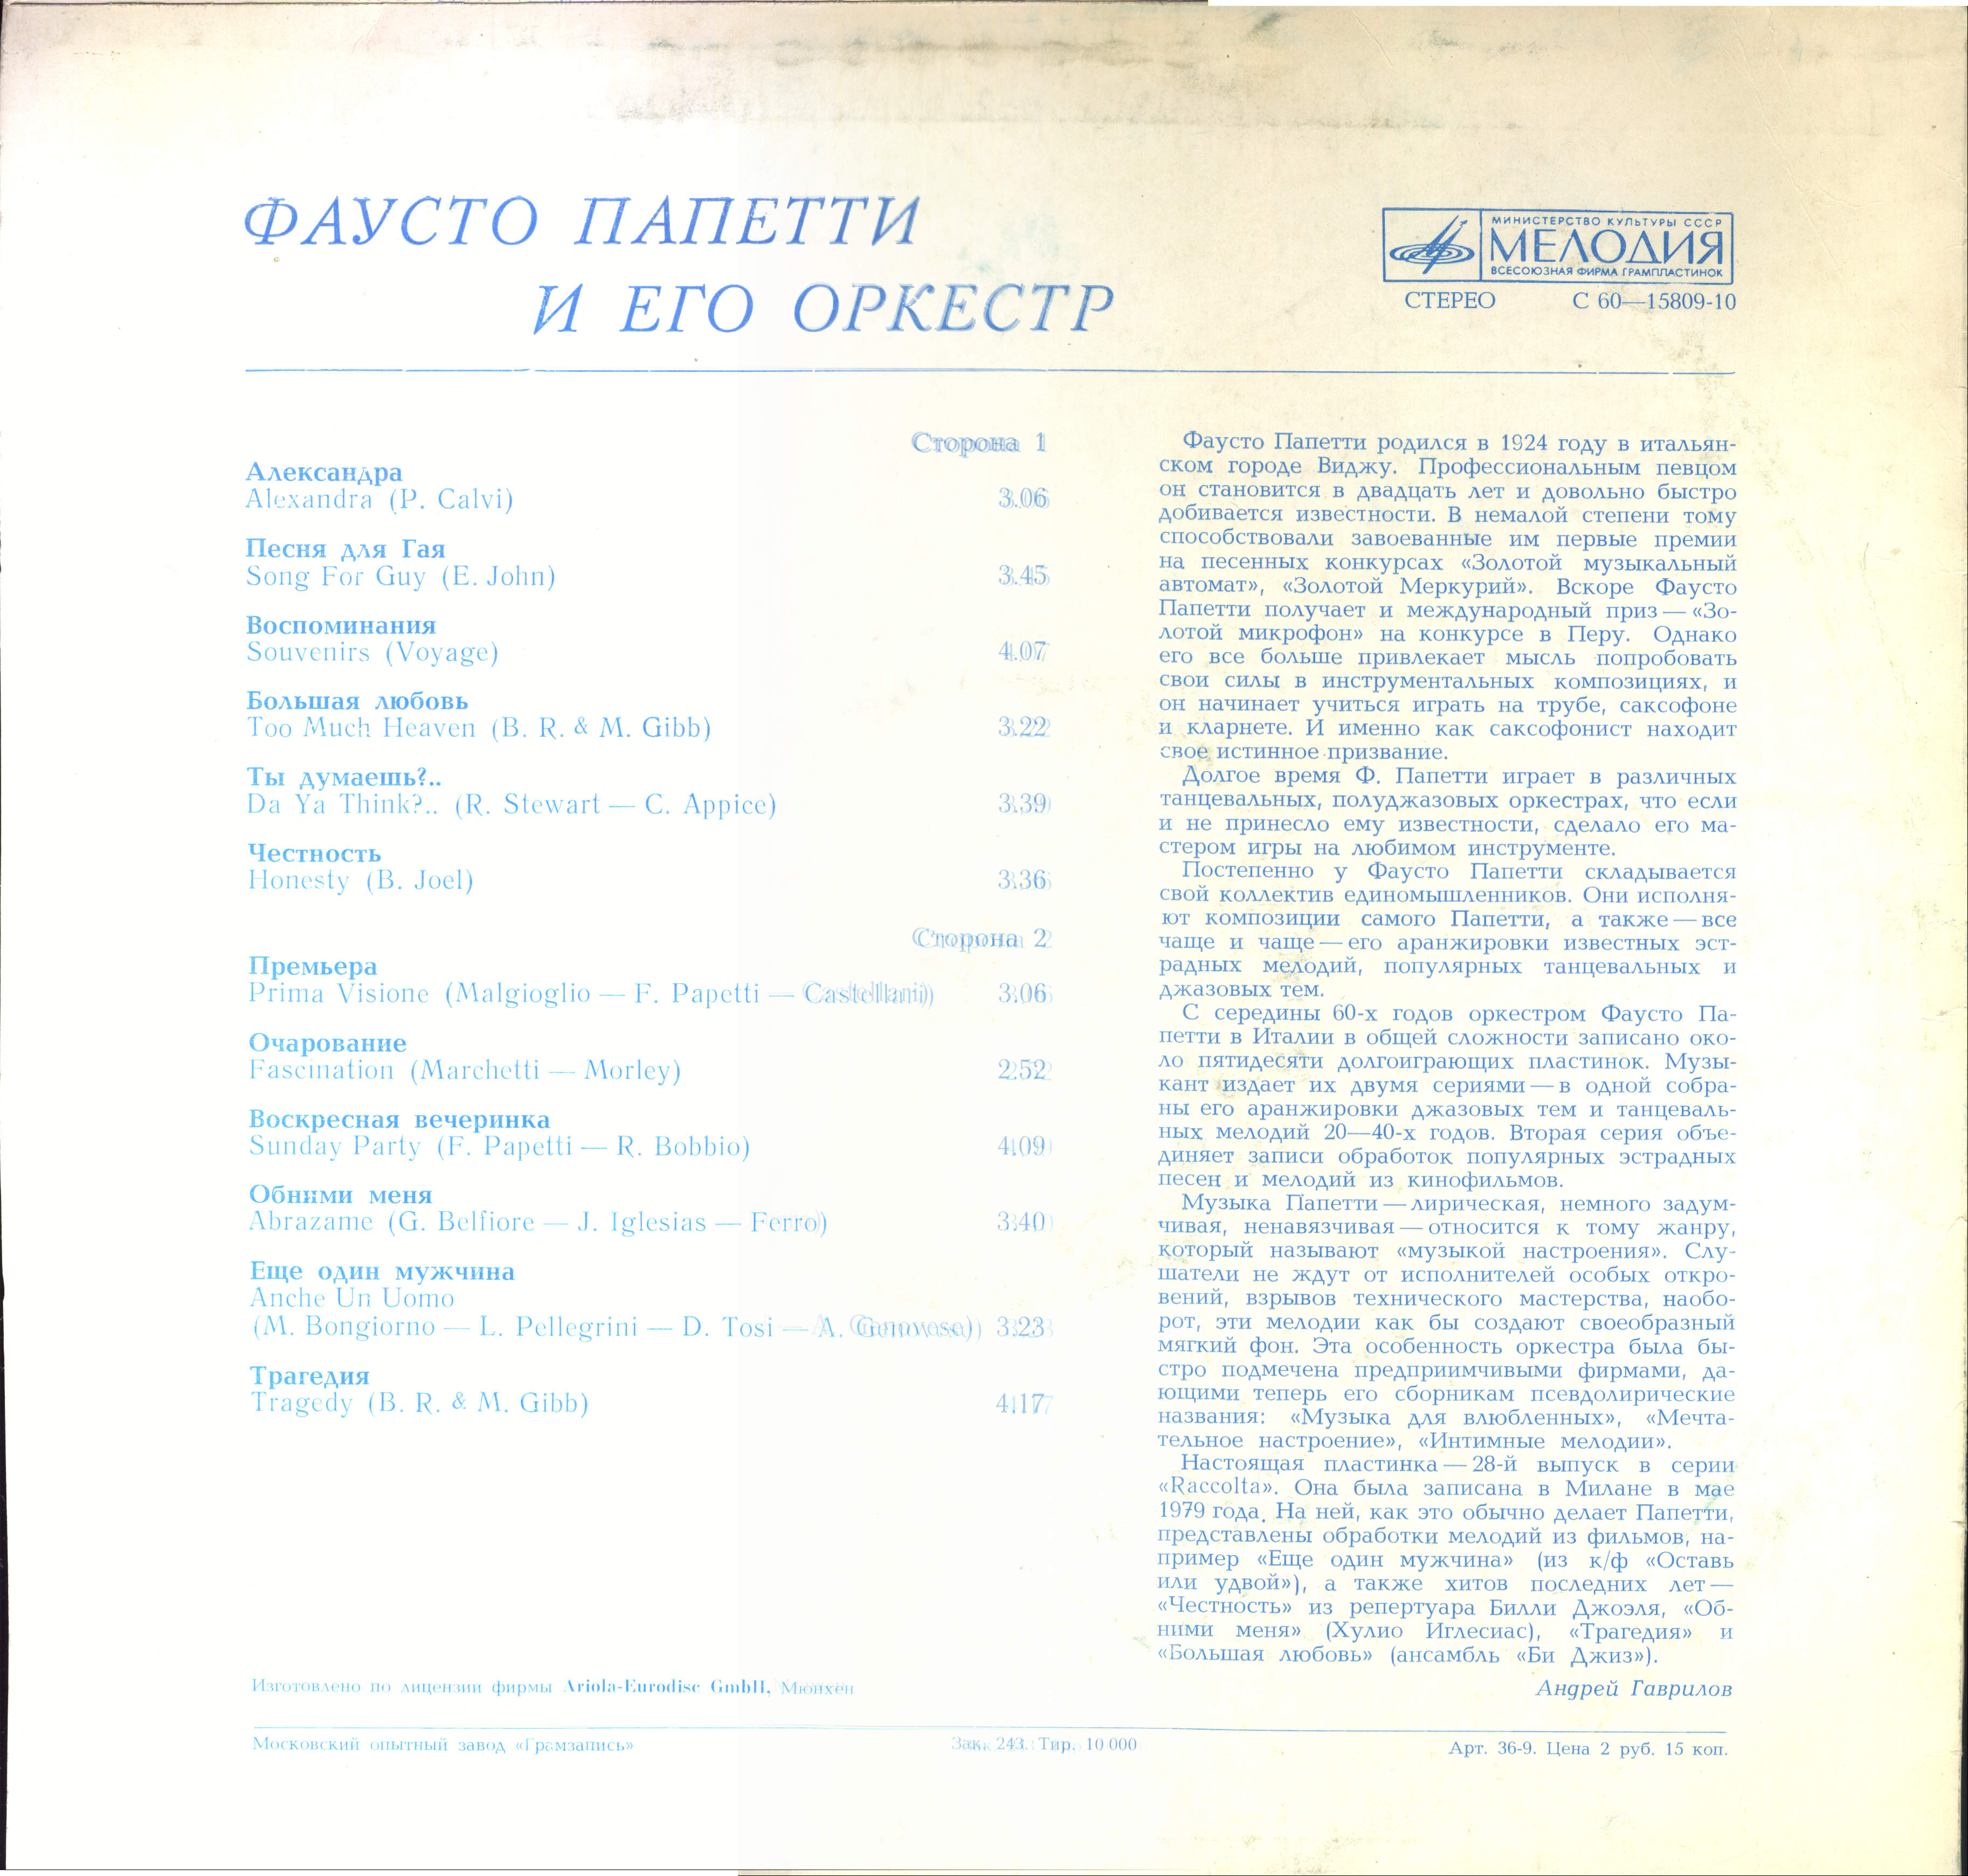 ФАУСТО ПАПЕТТИ
И ЕГО ОРКЕСТР
МИНИСТЕРСТВО КУЛЬТУРЫ СССР
МЕЛОДИЯ
ВСЕСОЮЗНАЯ ФИРМА ГРАМПЛАСТИНОК
СТЕРЕО С 60—15809-10
Сторона 1
Александра
Alexandra (P. Calvi) 3.06
Песня для Гая
Song For Guy (E. John) 3.45
Воспоминания
Souvenirs (Voyage) 4.07
Большая любовь
Too Much Heaven (B. R. & M. Gibb) 3.22
Ты думаешь?..
Da Ya Think?.. (R. Stewart — C. Appice) 3.39
Честность
Honesty (B. Joel) 3.36
Сторона 2
Премьера
Prima Visione (Malgioglio — F. Papetti — Castellani) 3.06
Очарование
Fascination (Marchetti — Morley) 2.52
Воскресная вечеринка
Sunday Party (F. Papetti — R. Bobbio) 4.09
Обними меня
Abrazame (G. Belfiore — J. Iglesias — Ferro) 3.40
Еще один мужчина
Anche Un Uomo
(M. Bongiorno — L. Pellegrini — D. Tosi — A. Genovese) 3.23
Трагедия
Tragedy (B. R. & M. Gibb) 4.17
Фаусто Папетти родился в 1924 году в итальян-
ском городе Виджу. Профессиональным певцом
он становится в двадцать лет и довольно быстро
добивается известности. В немалой степени тому
способствовали завоеванные им первые премии
на песенных конкурсах «Золотой музыкальный
автомат», «Золотой Меркурий». Вскоре Фаусто
Папетти получает и международный приз — «Зо-
лотой микрофон» на конкурсе в Перу. Однако
его все больше привлекает мысль попробовать
свои силы в инструментальных композициях, и
он начинает учиться играть на трубе, саксофоне
и кларнете. И именно как саксофонист находит
свое истинное призвание.
Долгое время Ф. Папетти играет в различных
танцевальных, полуджазовых оркестрах, что если
и не принесло ему известности, сделало его ма-
стером игры на любимом инструменте.
Постепенно у Фаусто Папетти складывается
свой коллектив единомышленников. Они исполня-
ют композиции самого Папетти, а также — все
чаще и чаще — его аранжировки известных эст-
радных мелодий, популярных танцевальных и
джазовых тем.
С середины 60-х годов оркестром Фаусто Па-
петти в Италии в общей сложности записано око-
ло пятидесяти долгоиграющих пластинок. Музы-
кант издает их двумя сериями — в одной собра-
ны его аранжировки джазовых тем и танцеваль-
ных мелодий 20—40-х годов. Вторая серия объе-
диняет записи обработок популярных эстрадных
песен и мелодий из кинофильмов.
Музыка Папетти — лирическая, немного задум-
чивая, ненавязчивая — относится к тому жанру,
который называют «музыкой настроения». Слу-
шатели не ждут от исполнителей особых откро-
вений, взрывов технического мастерства, наобо-
рот, эти мелодии как бы создают своеобразный
мягкий фон. Эта особенность оркестра была бы-
стро подмечена предприимчивыми фирмами, да-
ющими теперь его сборникам псевдолирические
названия: «Музыка для влюбленных», «Мечта-
тельное настроение», «Интимные мелодии».
Настоящая пластинка — 28-й выпуск в серии
«Raccolta». Она была записана в Милане в мае
1979 года. На ней, как это обычно делает Папетти,
представлены обработки мелодий из фильмов, на-
пример «Еще один мужчина» (из к/ф «Оставь
или удвой»), а также хитов последних лет —
«Честность» из репертуара Билли Джоэля, «Об-
ними меня» (Хулио Иглесиас), «Трагедия» и
«Большая любовь» (ансамбль «Би Джиз»).
Андрей Гаврилов
Изготовлено по лицензии фирмы Ariola-Eurodisc GmbH, Мюнхен
Московский опытный завод «Грамзапись» Зак. 243. Тир. 10 000 Арт. 36-9. Цена 2 руб. 15 коп.